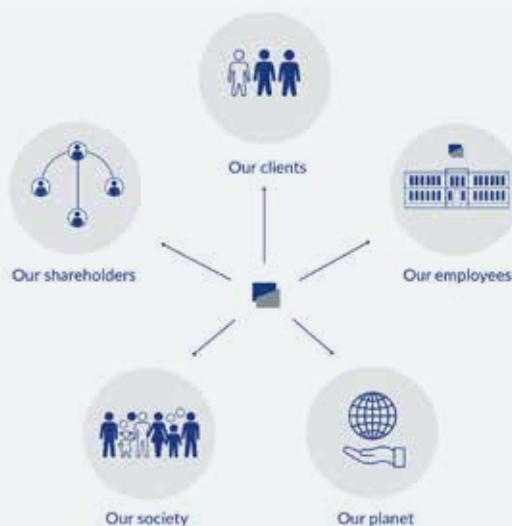 Our clients
Our shareholders
Our employees
Our society
Our planet